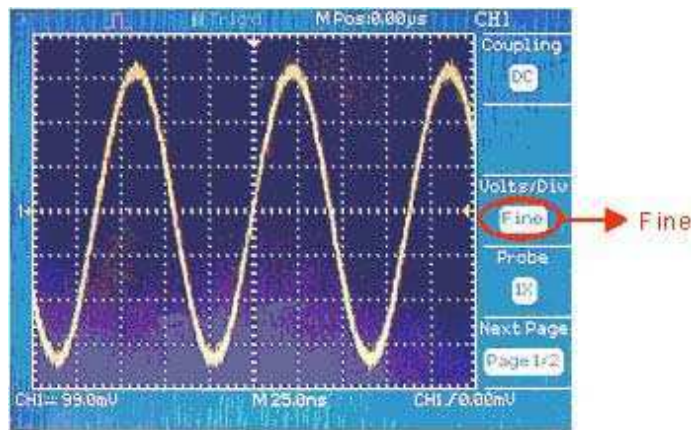 Trig'd M Pos:0.00µs CH1
Coupling
DC
Volts/Div
Fine
Fine
Probe
1X
Next Page
Page 1/2
CH1 99.0mV M 25.0ns CH1 /0.00mV